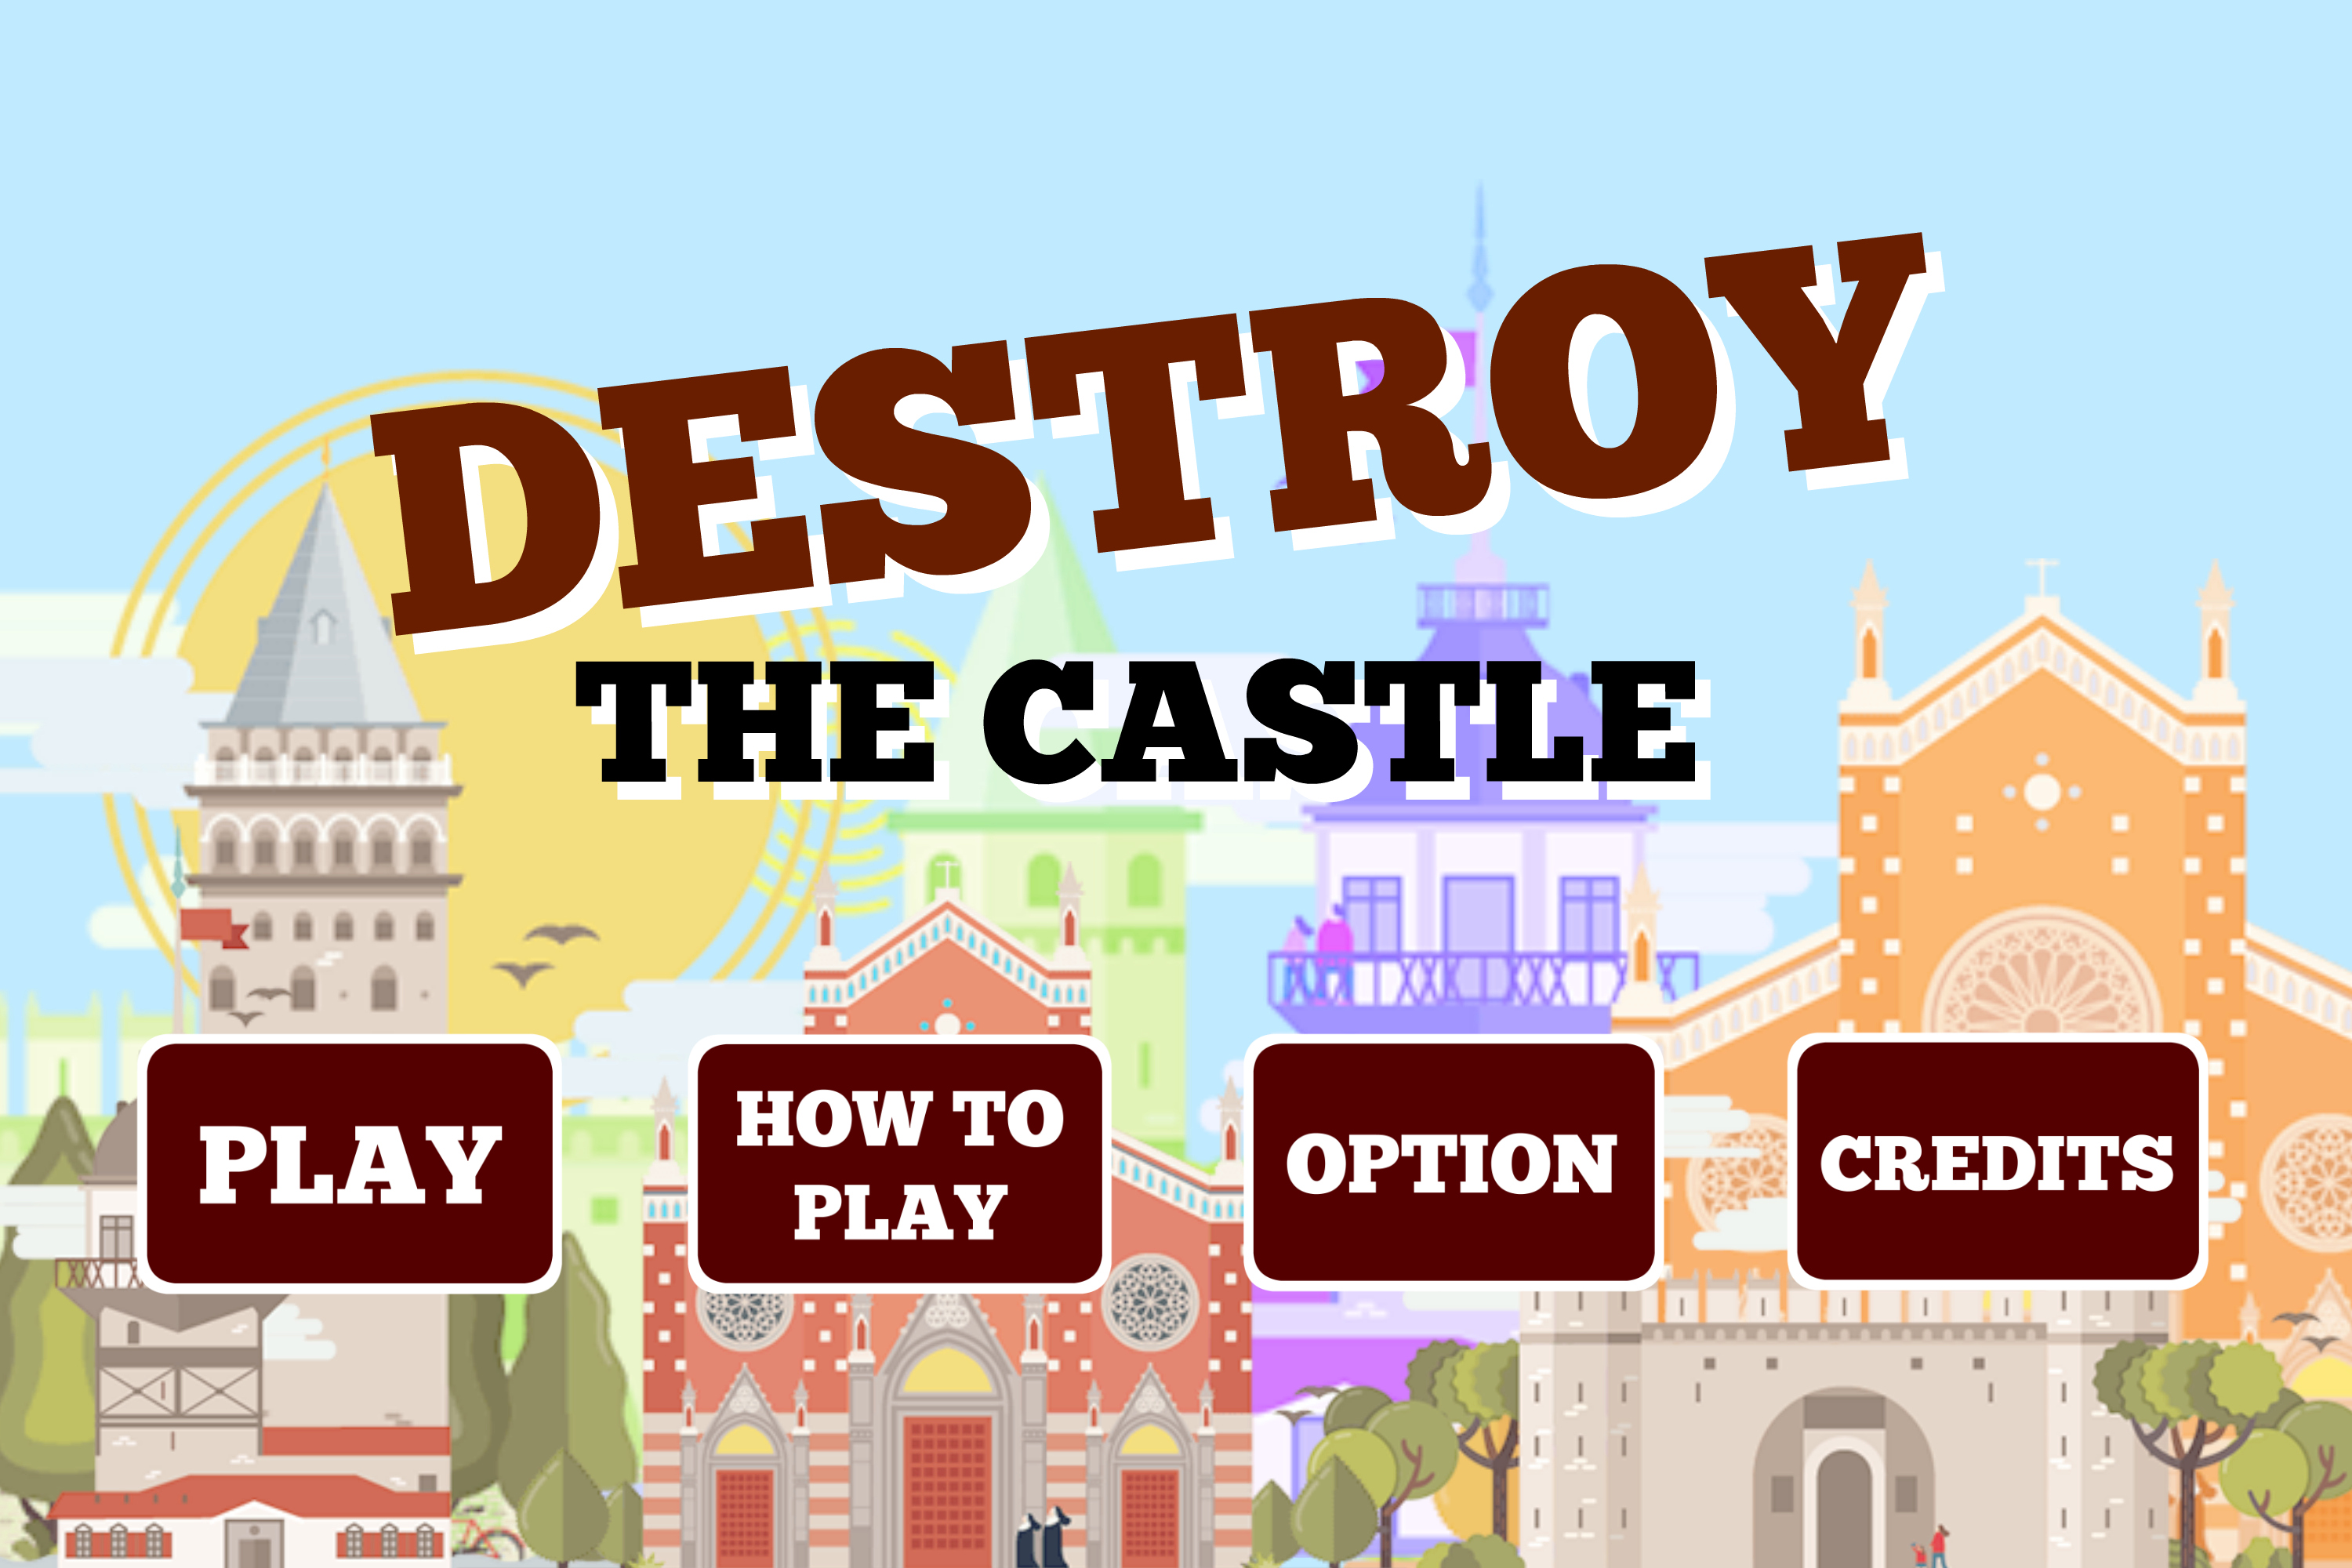 DESTROY
THE CASTLE
PLAY
HOW TO
PLAY
OPTION
CREDITS